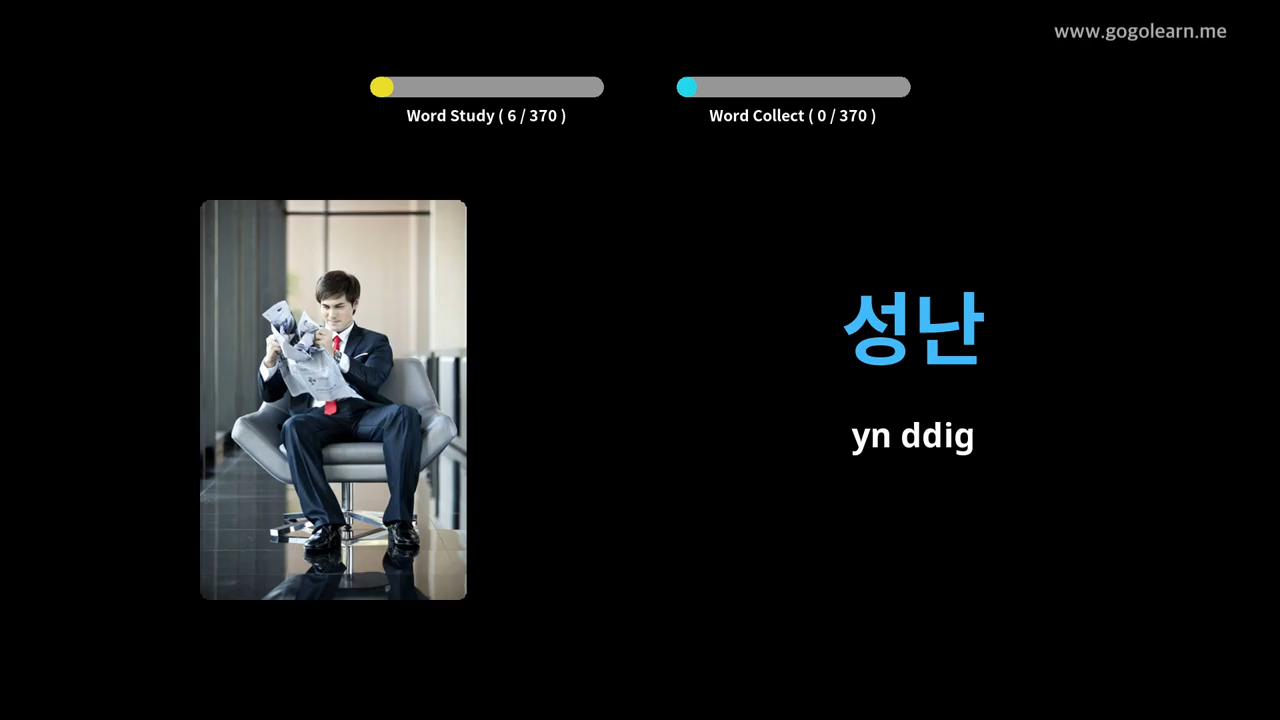 www.gogolearn.me
Word Study ( 6 / 370 )
Word Collect ( 0 / 370 )
성난
yn ddig